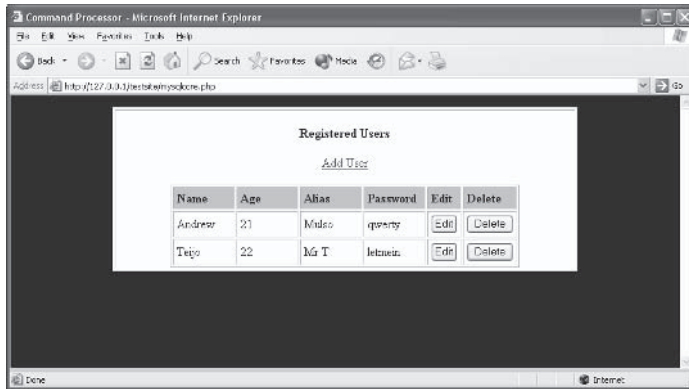 Command Processor - Microsoft Internet Explorer
File Edit View Favorites Tools Help
Back Search Favorites Media
Address http://127.0.0.1/testsite/mysqlcore.php Go
Registered Users
Add User
Name Age Alias Password Edit Delete
Andrew 21 Mulso qwerty Edit Delete
Teijo 22 Mr T letmein Edit Delete
Done Internet